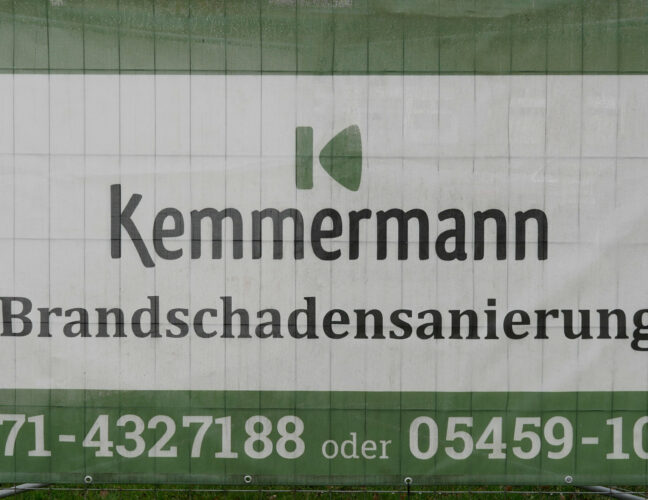 Kemmermann
Brandschadensanierung
71-4327188 oder 05459-10